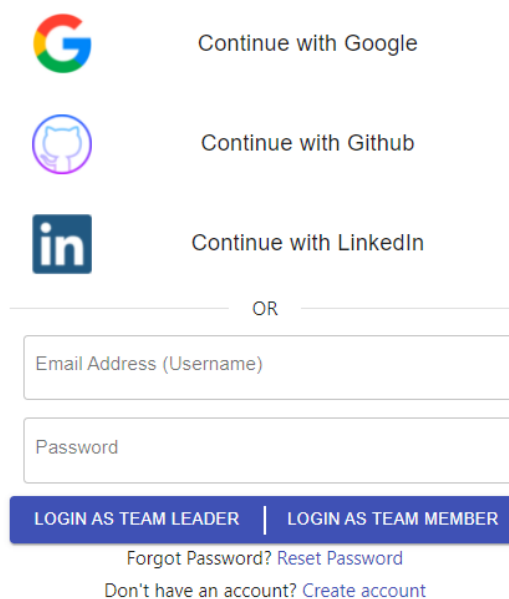 Continue with Google
Continue with Github
in
Continue with LinkedIn
OR
Email Address (Username)
Password
LOGIN AS TEAM LEADER | LOGIN AS TEAM MEMBER
Forgot Password? Reset Password
Don't have an account? Create account